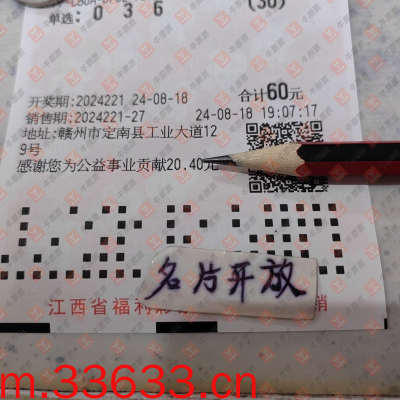 (30)
单选: 0 3 6
开奖期:2024221 24-08-18 合计60元
销售期:2024221-27 24-08-18 19:07:17
地址:赣州市定南县工业大道12
9号
感谢您为公益事业贡献20.40元
名片开放
江西省福利 销
m.33633.cn